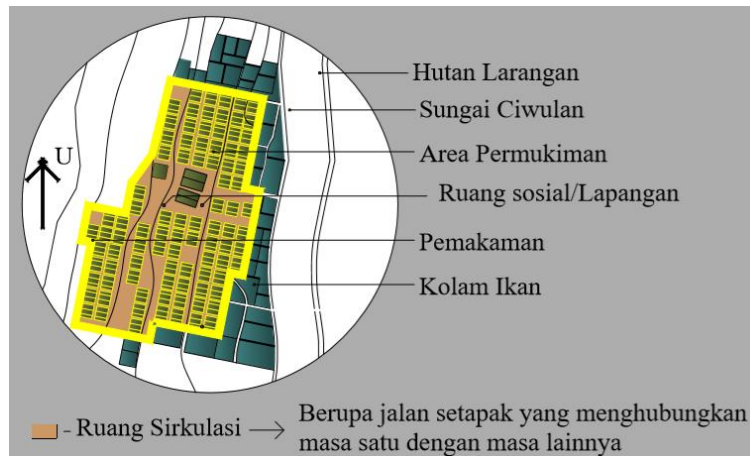 Hutan Larangan
Sungai Ciwulan
U
Area Permukiman
Ruang sosial/Lapangan
Pemakaman
Kolam Ikan
- Ruang Sirkulasi
Berupa jalan setapak yang menghubungkan
masa satu dengan masa lainnya